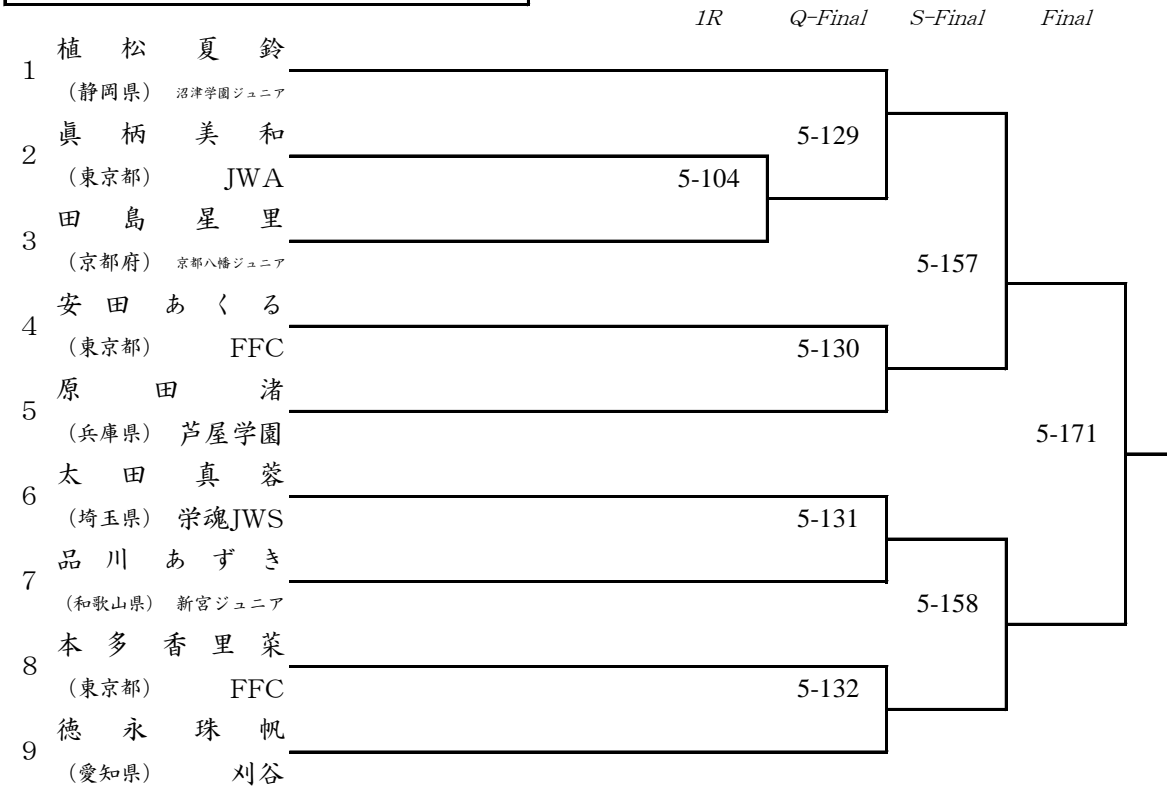 1R Q-Final S-Final Final
植松夏鈴
1
（静岡県） 沼津学園ジュニア
眞柄美和
5-129
2
（東京都） JWA
5-104
田島星里
3
（京都府） 京都八幡ジュニア
5-157
安田あくる
4
（東京都） FFC
5-130
原田渚
5
（兵庫県） 芦屋学園
5-171
太田真蓉
6
（埼玉県） 栄魂JWS
5-131
品川あずき
7
（和歌山県） 新宮ジュニア
5-158
本多香里菜
8
（東京都） FFC
5-132
徳永珠帆
9
（愛知県） 刈谷